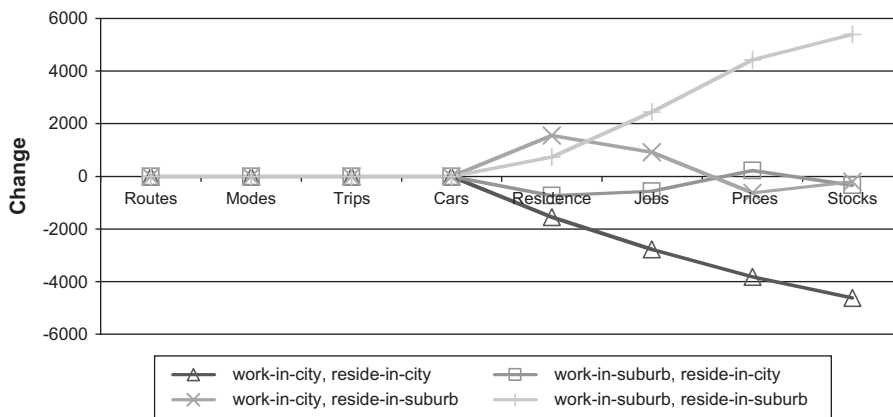 6000
4000
2000
0
-2000
-4000
-6000
Change
Routes Modes Trips Cars Residence Jobs Prices Stocks
work-in-city, reside-in-city work-in-suburb, reside-in-city
work-in-city, reside-in-suburb work-in-suburb, reside-in-suburb